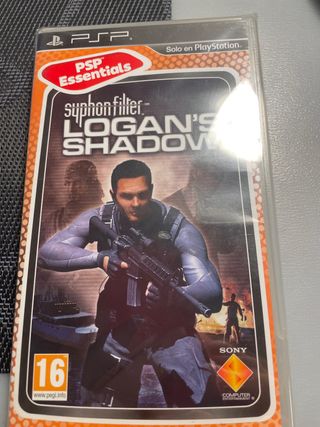 PSP
Solo en PlayStation.
PSP
Essentials
syphon filter
LOGAN'S
SHADOW
16
www.pegi.info
SONY
COMPUTER
ENTERTAINMENT